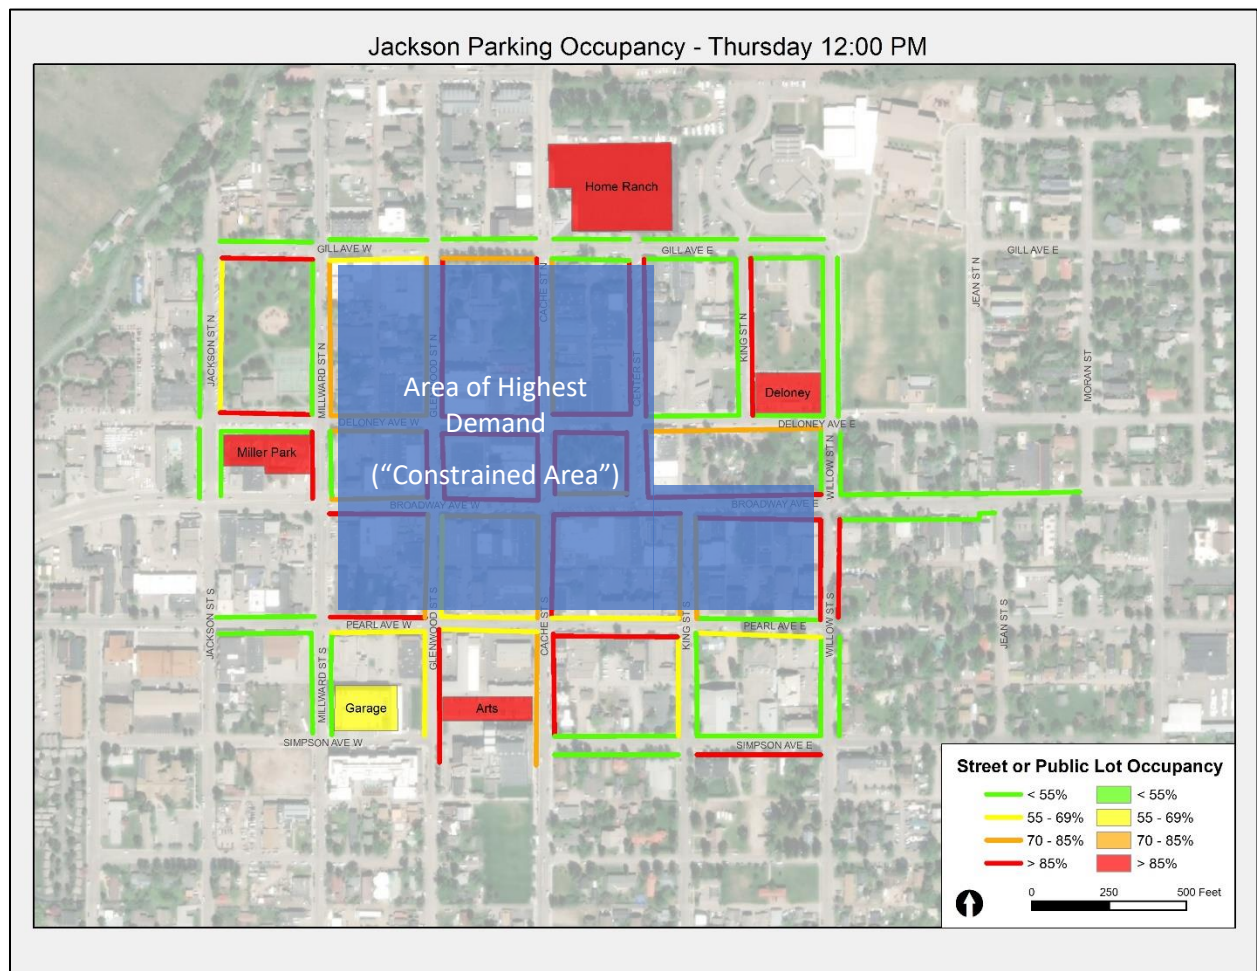 Jackson Parking Occupancy - Thursday 12:00 PM
Home Ranch
GILL AVE W
GILL AVE E
GILL AVE E
JACKSON ST N
MILLWARD ST N
GLENWOOD ST N
CACHE ST N
CENTER ST
KING ST N
JEAN ST N
MORAN ST
Area of Highest
Demand
("Constrained Area")
Deloney
DELONEY AVE W
DELONEY AVE E
Miller Park
WILLOW ST N
BROADWAY AVE W
BROADWAY AVE E
JACKSON ST S
MILLWARD ST S
GLENWOOD ST S
CACHE ST S
KING ST S
WILLOW ST S
JEAN ST S
PEARL AVE W
PEARL AVE E
Garage
Arts
SIMPSON AVE W
SIMPSON AVE E
Street or Public Lot Occupancy
< 55% < 55%
55 - 69% 55 - 69%
70 - 85% 70 - 85%
> 85% > 85%
0 250 500 Feet